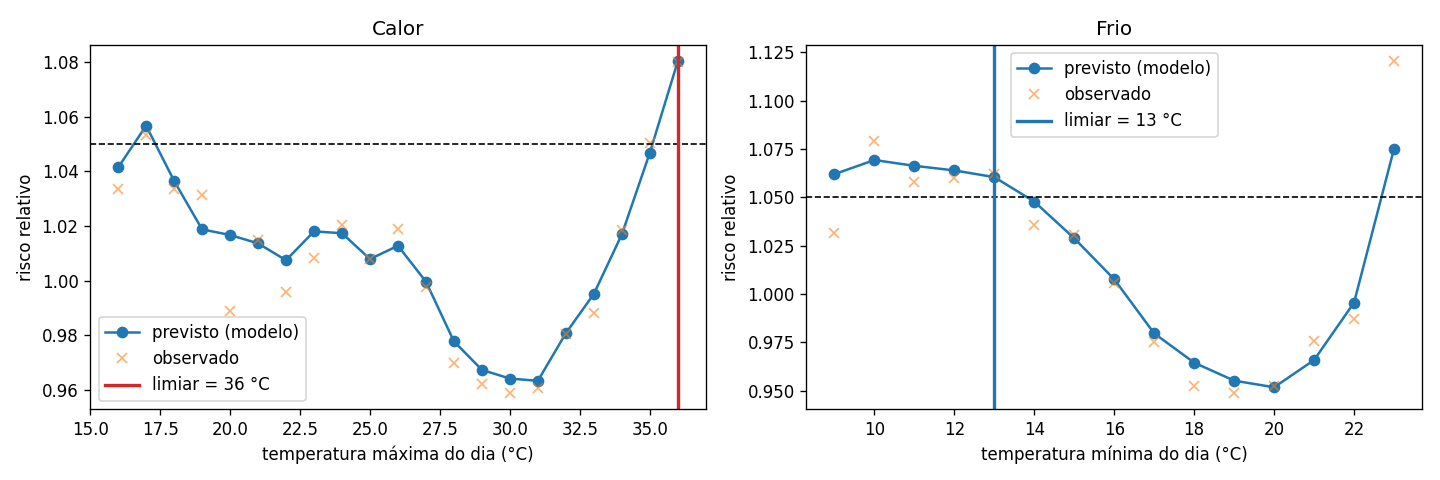 Calor
risco relativo
1.08
1.06
1.04
1.02
1.00
0.98
0.96
previsto (modelo)
observado
limiar = 36 °C
15.0 17.5 20.0 22.5 25.0 27.5 30.0 32.5 35.0
temperatura máxima do dia (°C)
Frio
risco relativo
1.125
1.100
1.075
1.050
1.025
1.000
0.975
0.950
previsto (modelo)
observado
limiar = 13 °C
10 12 14 16 18 20 22
temperatura mínima do dia (°C)